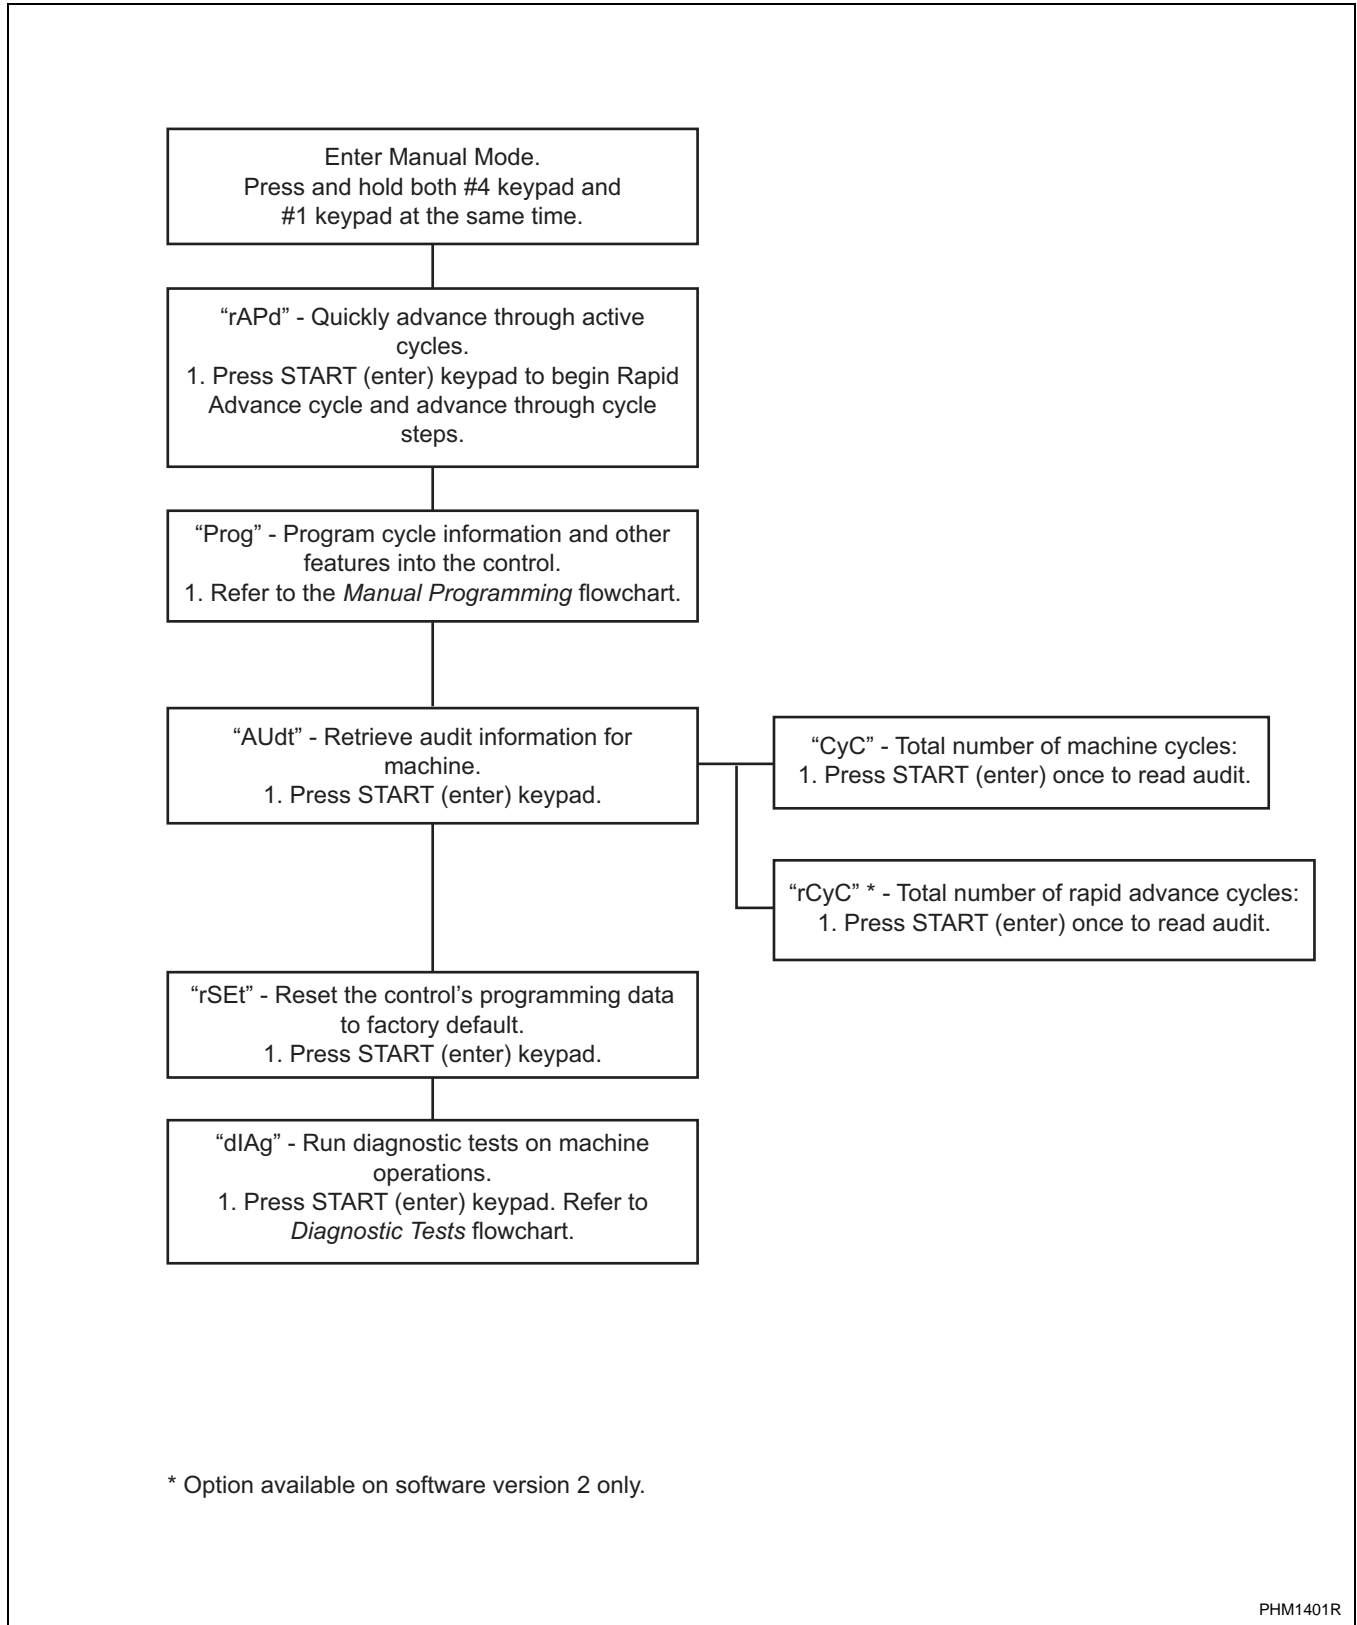 Enter Manual Mode.
Press and hold both #4 keypad and
#1 keypad at the same time.
“rAPd” - Quickly advance through active
cycles.
1. Press START (enter) keypad to begin Rapid
Advance cycle and advance through cycle
steps.
“Prog” - Program cycle information and other
features into the control.
1. Refer to the Manual Programming flowchart.
“AUdt” - Retrieve audit information for
machine.
1. Press START (enter) keypad.
“CyC” - Total number of machine cycles:
1. Press START (enter) once to read audit.
“rCyC” * - Total number of rapid advance cycles:
1. Press START (enter) once to read audit.
“rSEt” - Reset the control’s programming data
to factory default.
1. Press START (enter) keypad.
“dIAg” - Run diagnostic tests on machine
operations.
1. Press START (enter) keypad. Refer to
Diagnostic Tests flowchart.
* Option available on software version 2 only.
PHM1401R